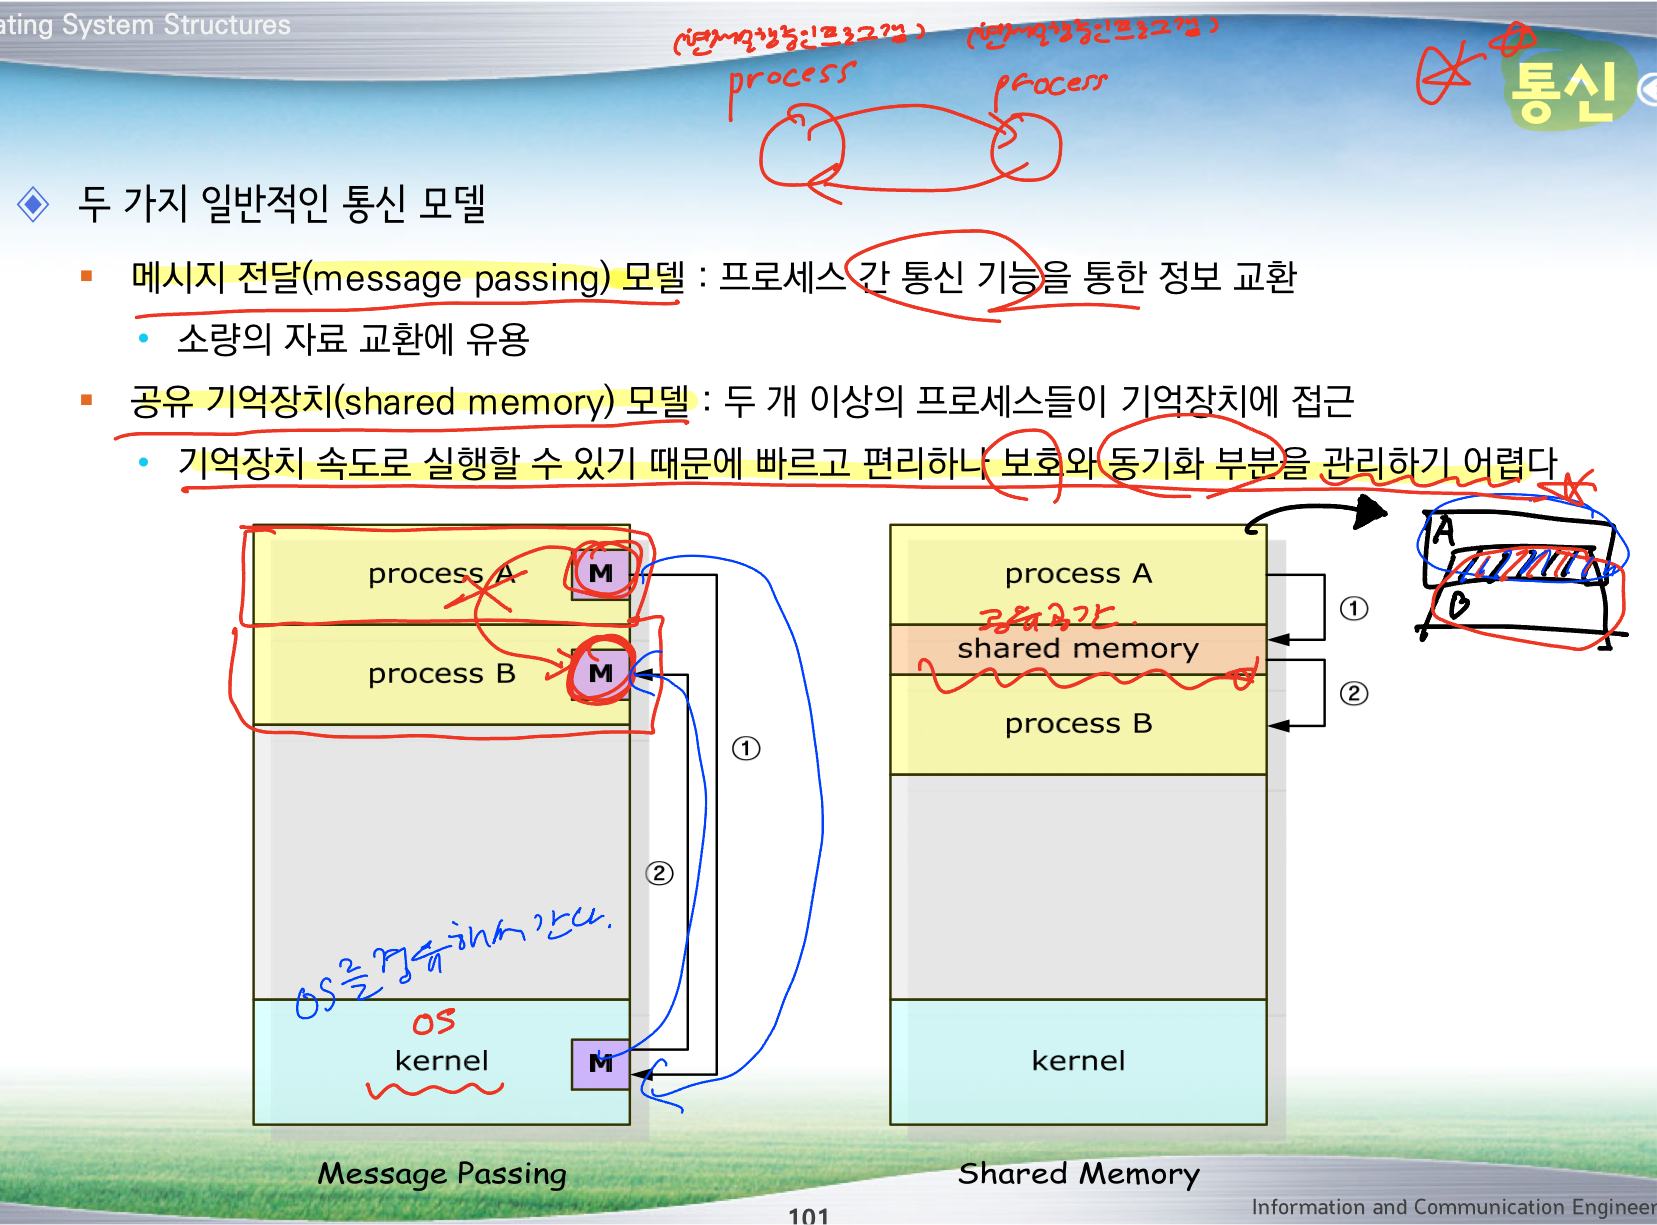 ating System Structures
(현재실행중인프로그램) (현재실행중인프로그램)
process process
통신
두 가지 일반적인 통신 모델
메시지 전달(message passing) 모델 : 프로세스 간 통신 기능을 통한 정보 교환
소량의 자료 교환에 유용
공유 기억장치(shared memory) 모델 : 두 개 이상의 프로세스들이 기억장치에 접근
기억장치 속도로 실행할 수 있기 때문에 빠르고 편리하나 보호와 동기화 부분을 관리하기 어렵다
process A M
process B M
①
②
OS를 경유해서 간다.
OS
kernel M
Message Passing
process A
공유공간.
shared memory
process B
①
②
A
B
kernel
Shared Memory
101
Information and Communication Engineer